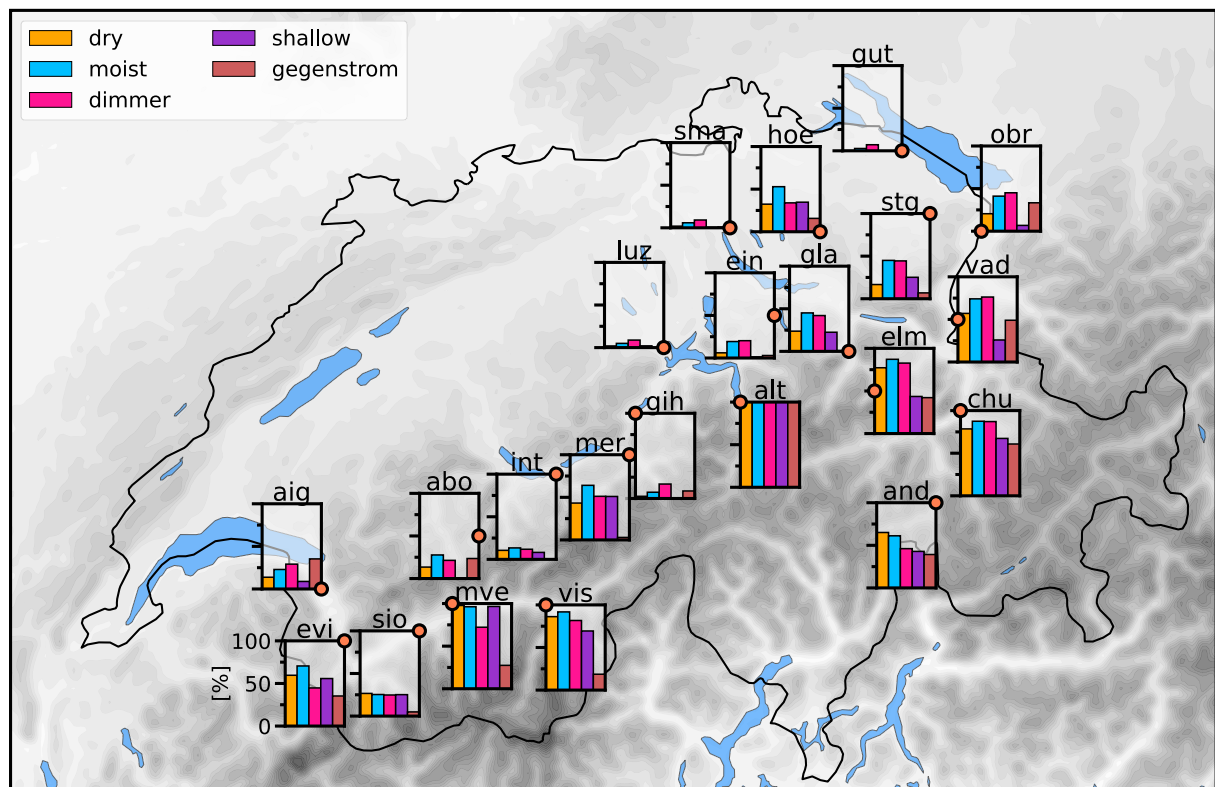 dry
moist
dimmer
shallow
gegenstrom
gut
sma
hoe
obr
stg
luz
ein
gla
vad
elm
gih
alt
chu
mer
int
abo
aig
and
mve
vis
sio
evi
100
50
0
[%]